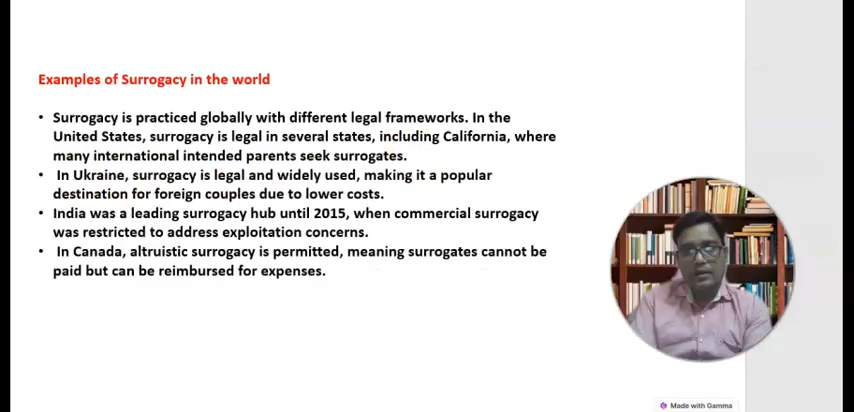 Examples of Surrogacy in the world
• Surrogacy is practiced globally with different legal frameworks. In the
United States, surrogacy is legal in several states, including California, where
many international intended parents seek surrogates.
• In Ukraine, surrogacy is legal and widely used, making it a popular
destination for foreign couples due to lower costs.
• India was a leading surrogacy hub until 2015, when commercial surrogacy
was restricted to address exploitation concerns.
• In Canada, altruistic surrogacy is permitted, meaning surrogates cannot be
paid but can be reimbursed for expenses.
Made with Gamma